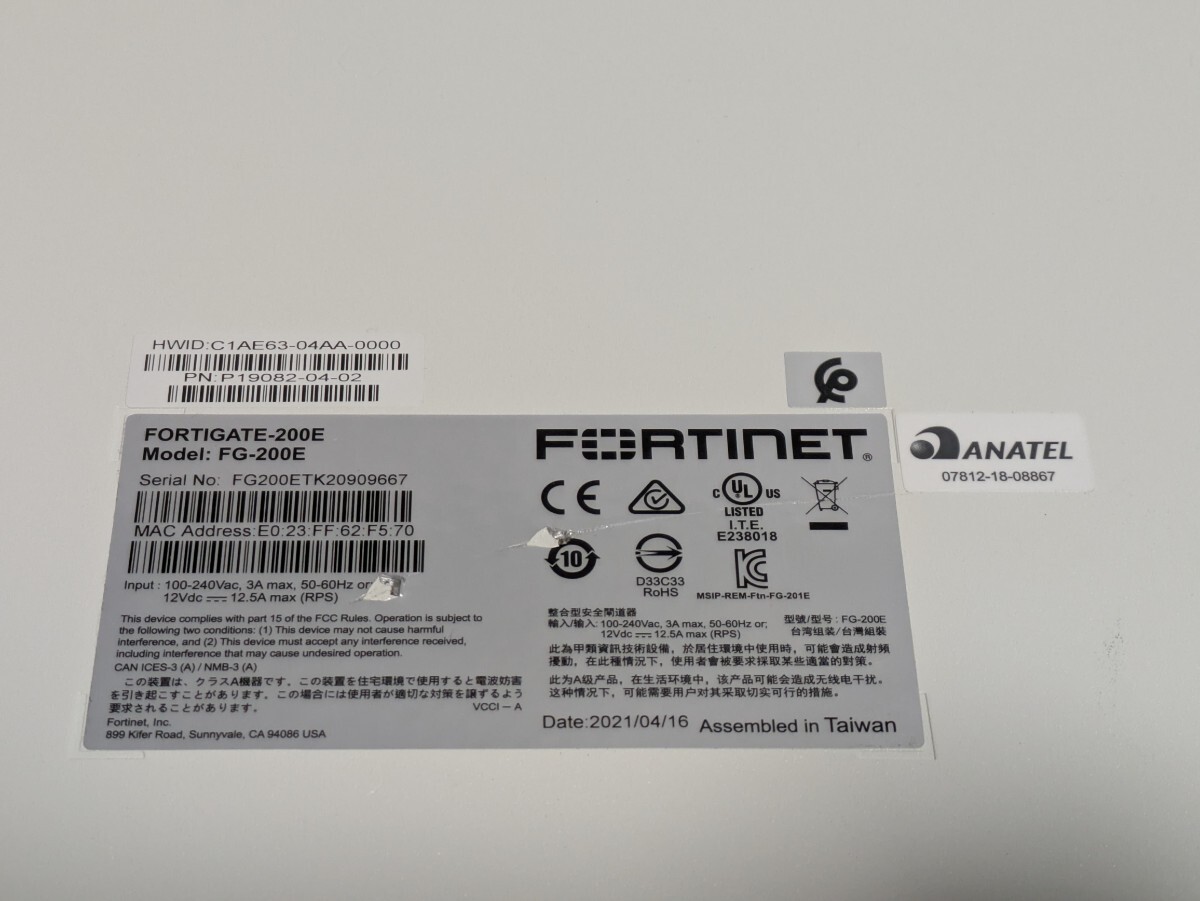 HWID:C1AE63-04AA-0000
PN:P19082-04-02
FORTIGATE-200E
Model: FG-200E
Serial No: FG200ETK20909667
MAC Address:E0:23:FF:62:F5:70
Input : 100-240Vac, 3A max, 50-60Hz or
12Vdc 12.5A max (RPS)
This device complies with part 15 of the FCC Rules. Operation is subject to
the following two conditions: (1) This device may not cause harmful
interference, and (2) This device must accept any interference received,
including interference that may cause undesired operation.
CAN ICES-3 (A) / NMB-3 (A)
この装置は、クラスA機器です。この装置を住宅環境で使用すると電波妨害
を引き起こすことがあります。この場合には使用者が適切な対策を講ずるよう
要求されることがあります。
VCCI－A
Fortinet, Inc.
899 Kifer Road, Sunnyvale, CA 94086 USA
FORTINET®
CE
C UL US
LISTED
I.T.E.
E238018
10
D33C33
RoHS
MSIP-REM-Ftn-FG-201E
整合型安全閘道器
輸入/输入: 100-240Vac, 3A max, 50-60Hz or;
12Vdc 12.5A max (RPS)
型號/型号: FG-200E
台湾组装/台灣組裝
此為甲類資訊技術設備，於居住環境中使用時，可能會造成射頻
擾動，在此種情況下，使用者會被要求採取某些適當的對策。
此为A级产品，在生活环境中，该产品可能会造成无线电干扰。
这种情况下，可能需要用户对其采取切实可行的措施。
Date:2021/04/16
Assembled in Taiwan
ANATEL
07812-18-08867